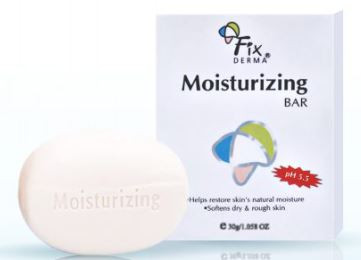 Fix®
DERMA
Moisturizing
BAR
pH 5.5
•Helps restore skin's natural moisture
•Softens dry & rough skin
℮ 30g/1.058 OZ
Moisturizing